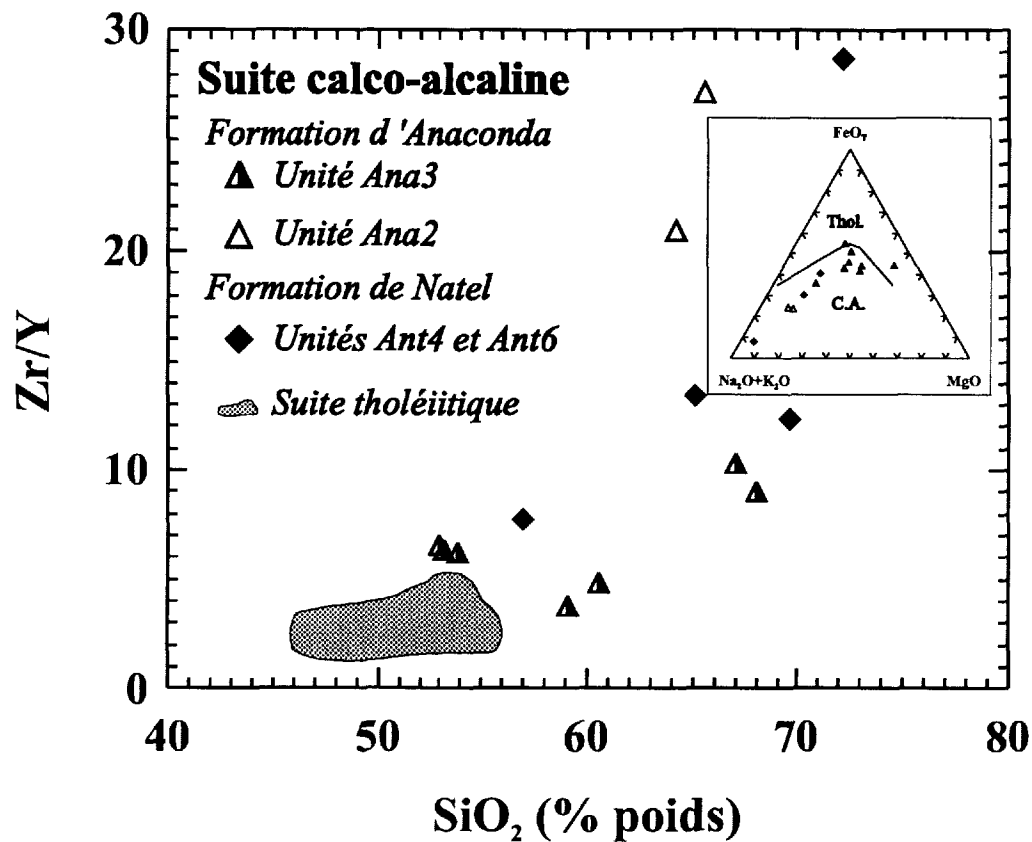 30
20
10
0
Zr/Y
Suite calco-alcaline
Formation d 'Anaconda
Unité Ana3
Unité Ana2
Formation de Natel
Unités Ant4 et Ant6
Suite tholéiitique
FeO_T
Thol.
C.A.
Na₂O+K₂O
MgO
40
50
60
70
80
SiO₂ (% poids)